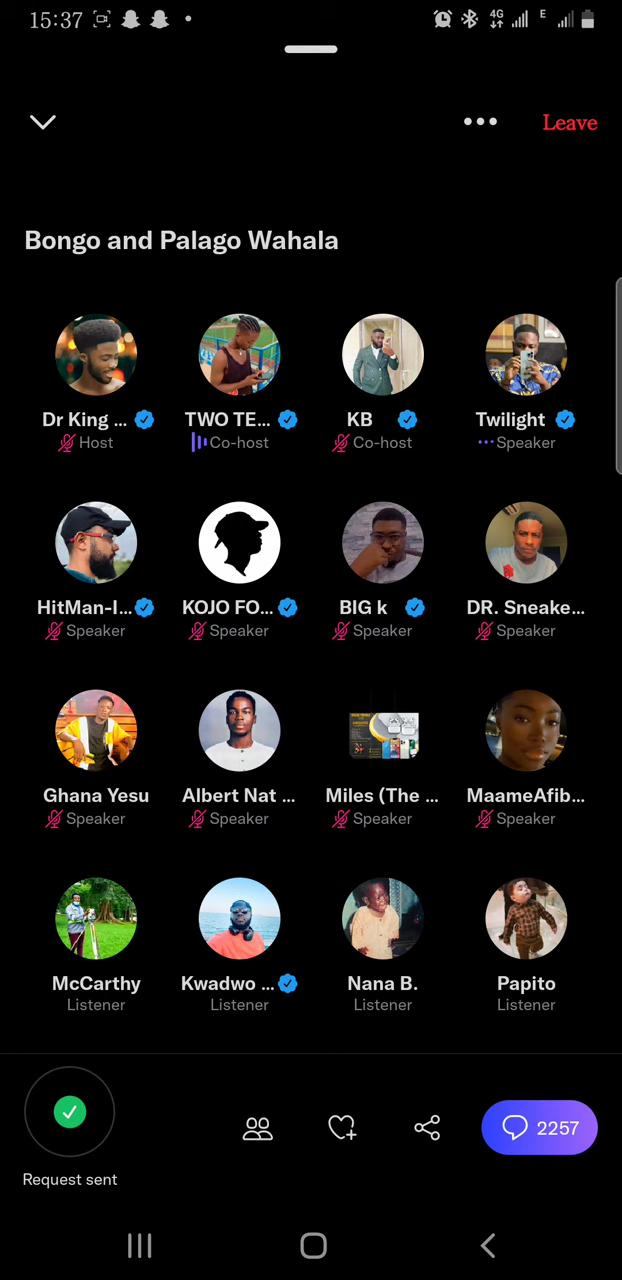 15:37
4G
E
Leave
Bongo and Palago Wahala
Dr King ... TWO TE... KB Twilight
Host Co-host Co-host Speaker
HitMan-I... KOJO FO... BIG k DR. Sneake...
Speaker Speaker Speaker Speaker
Ghana Yesu Albert Nat ... Miles (The ... MaameAfib...
Speaker Speaker Speaker Speaker
McCarthy Kwadwo ... Nana B. Papito
Listener Listener Listener Listener
2257
Request sent